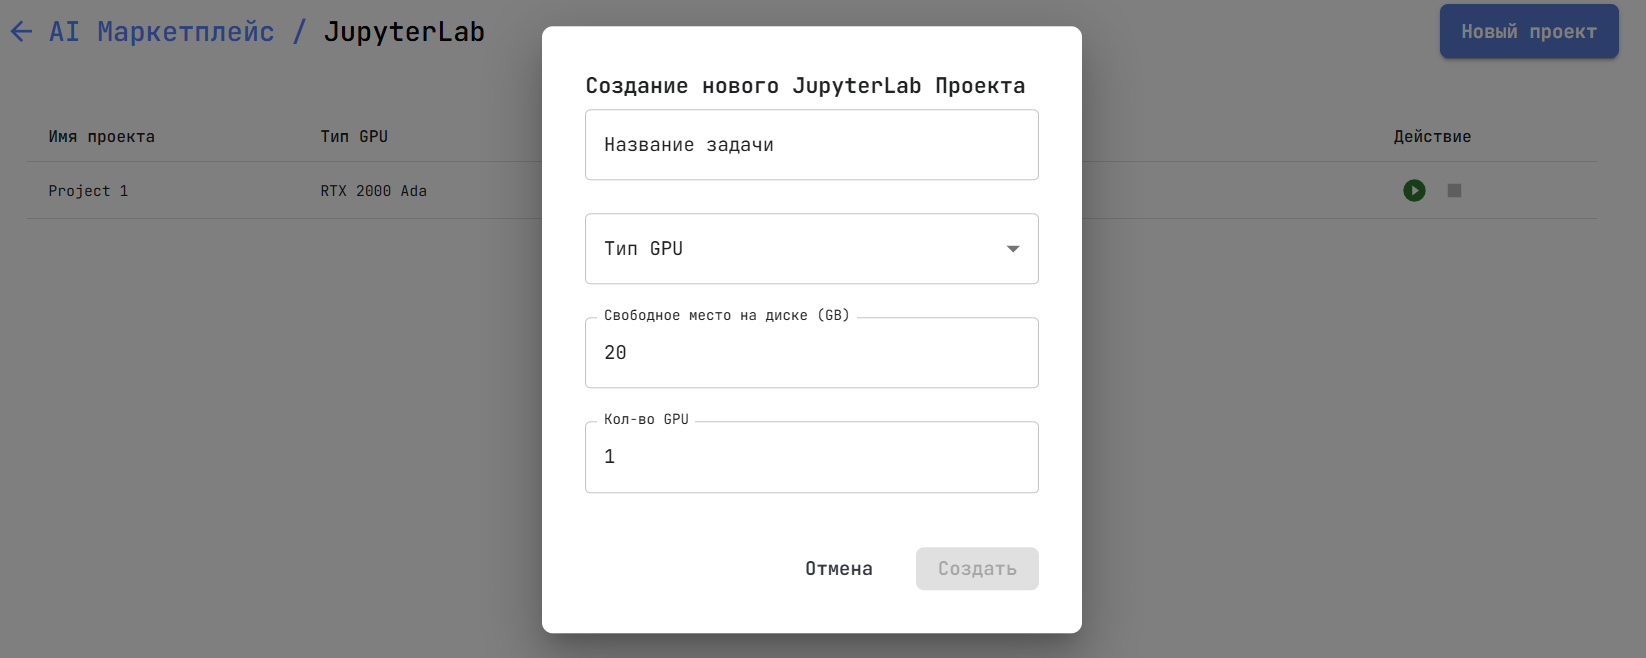 AI Маркетплейс / JupyterLab
Новый проект
Имя проекта Тип GPU Действие
Project 1 RTX 2000 Ada
Создание нового JupyterLab Проекта
Название задачи
Тип GPU
Свободное место на диске (GB)
20
Кол-во GPU
1
Отмена Создать